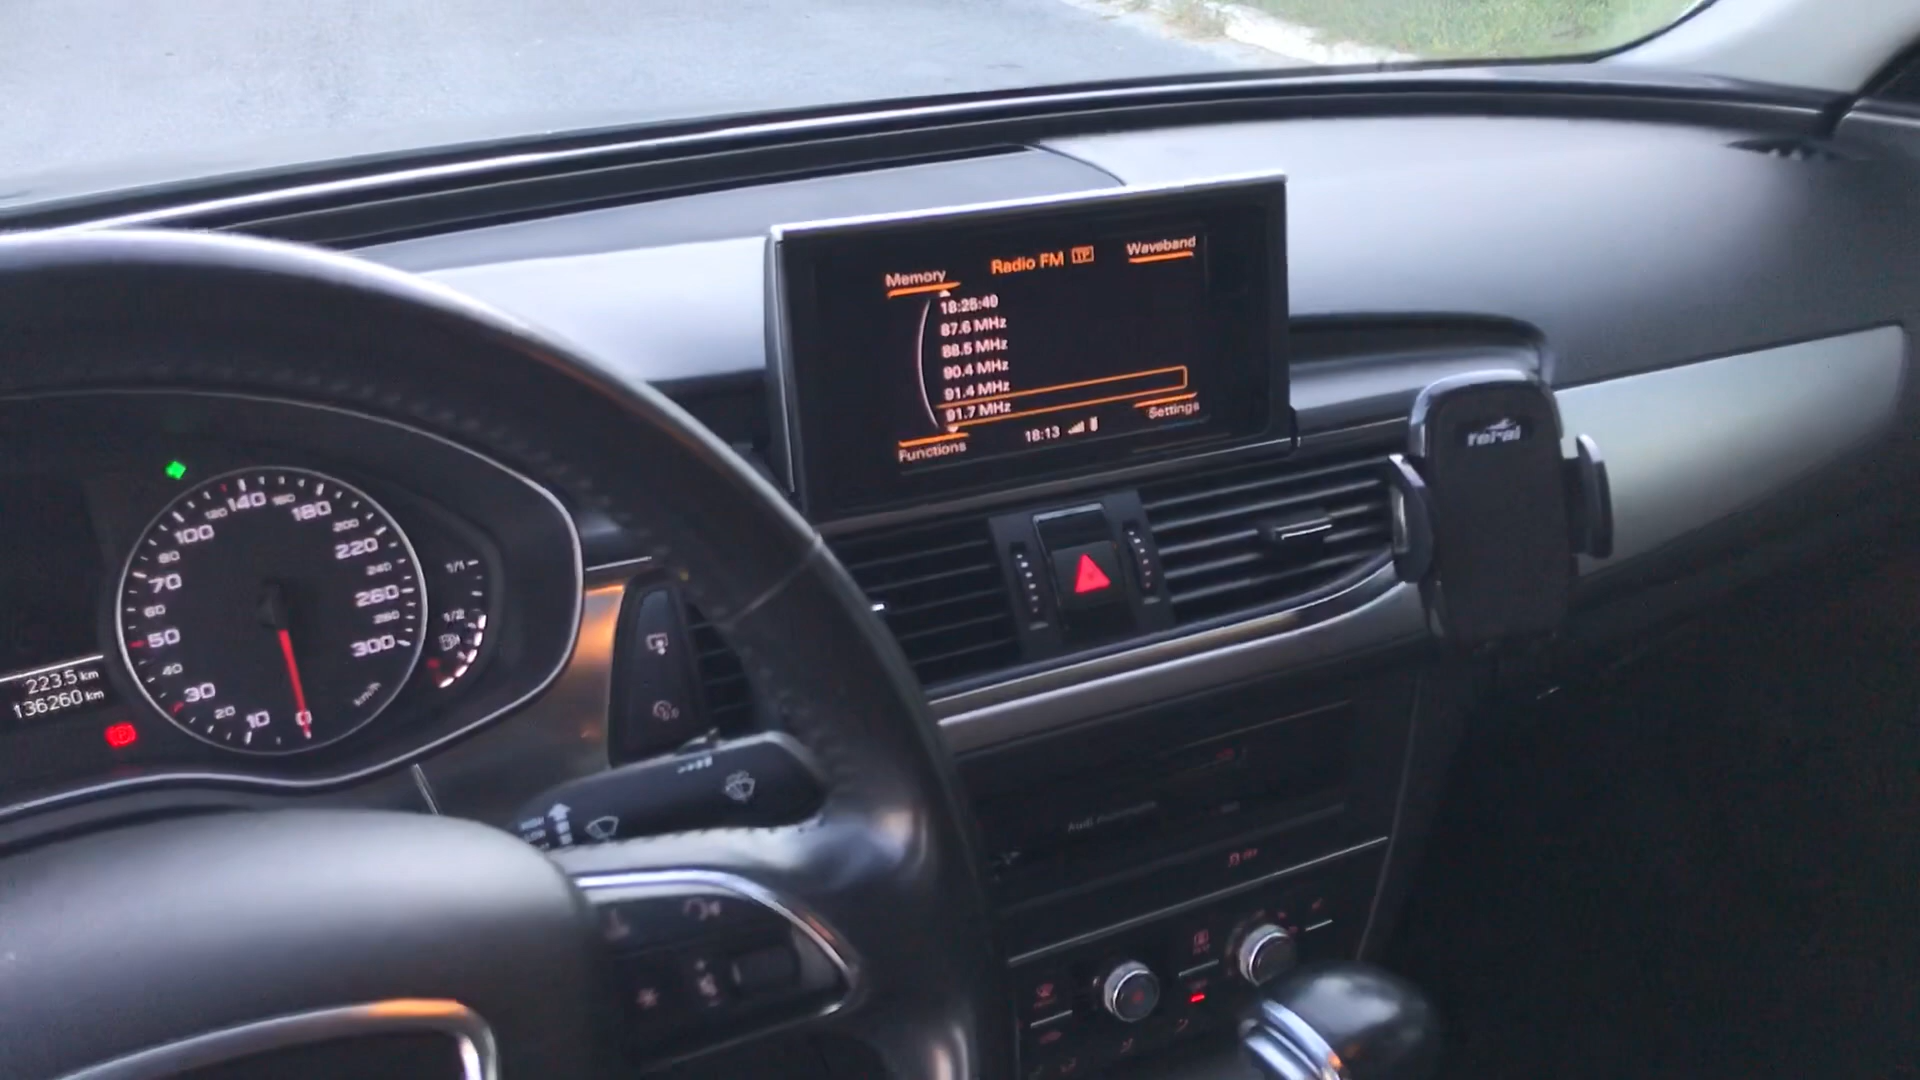 Memory
Radio FM TP
Waveband
18:25:49
87.6 MHz
88.5 MHz
90.4 MHz
91.4 MHz
91.7 MHz
Functions
18:13
Settings
0
10
20
30
40
50
60
70
80
100
120
140
160
180
200
220
240
260
280
300
km/h
1/1
1/2
223.5 km
136260 km